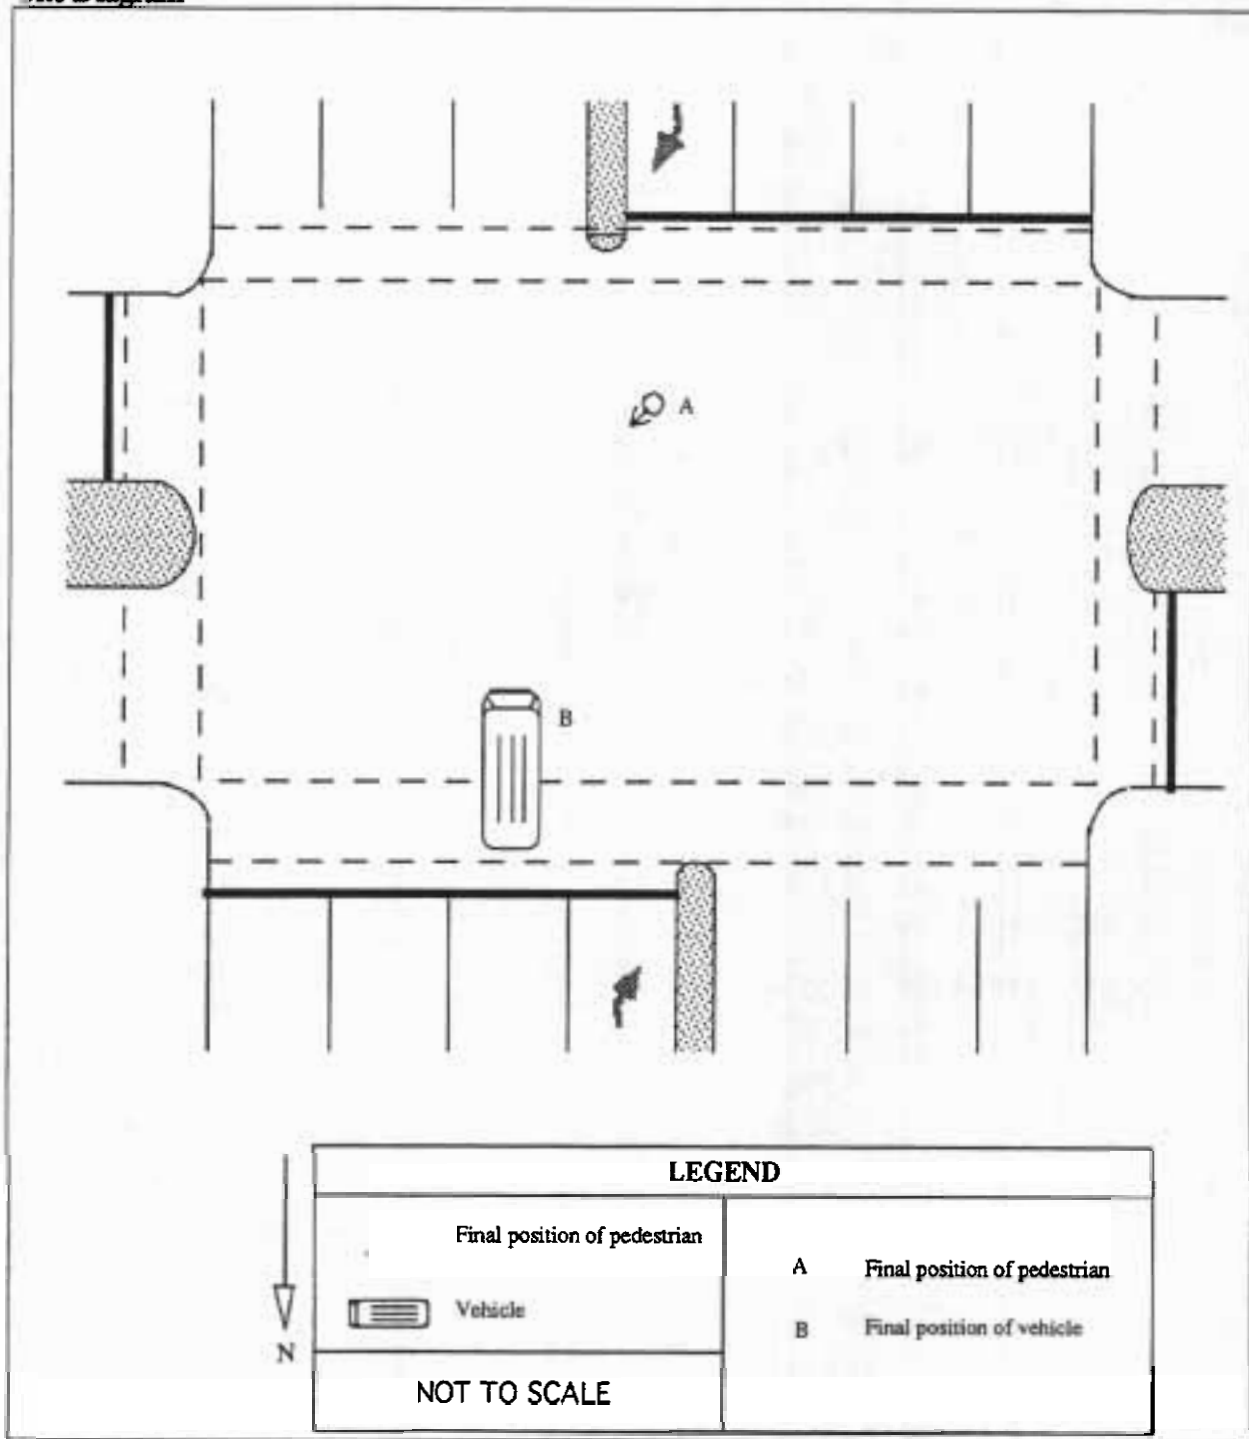 A
B
N
LEGEND
Final position of pedestrian
Vehicle
NOT TO SCALE
A Final position of pedestrian
B Final position of vehicle